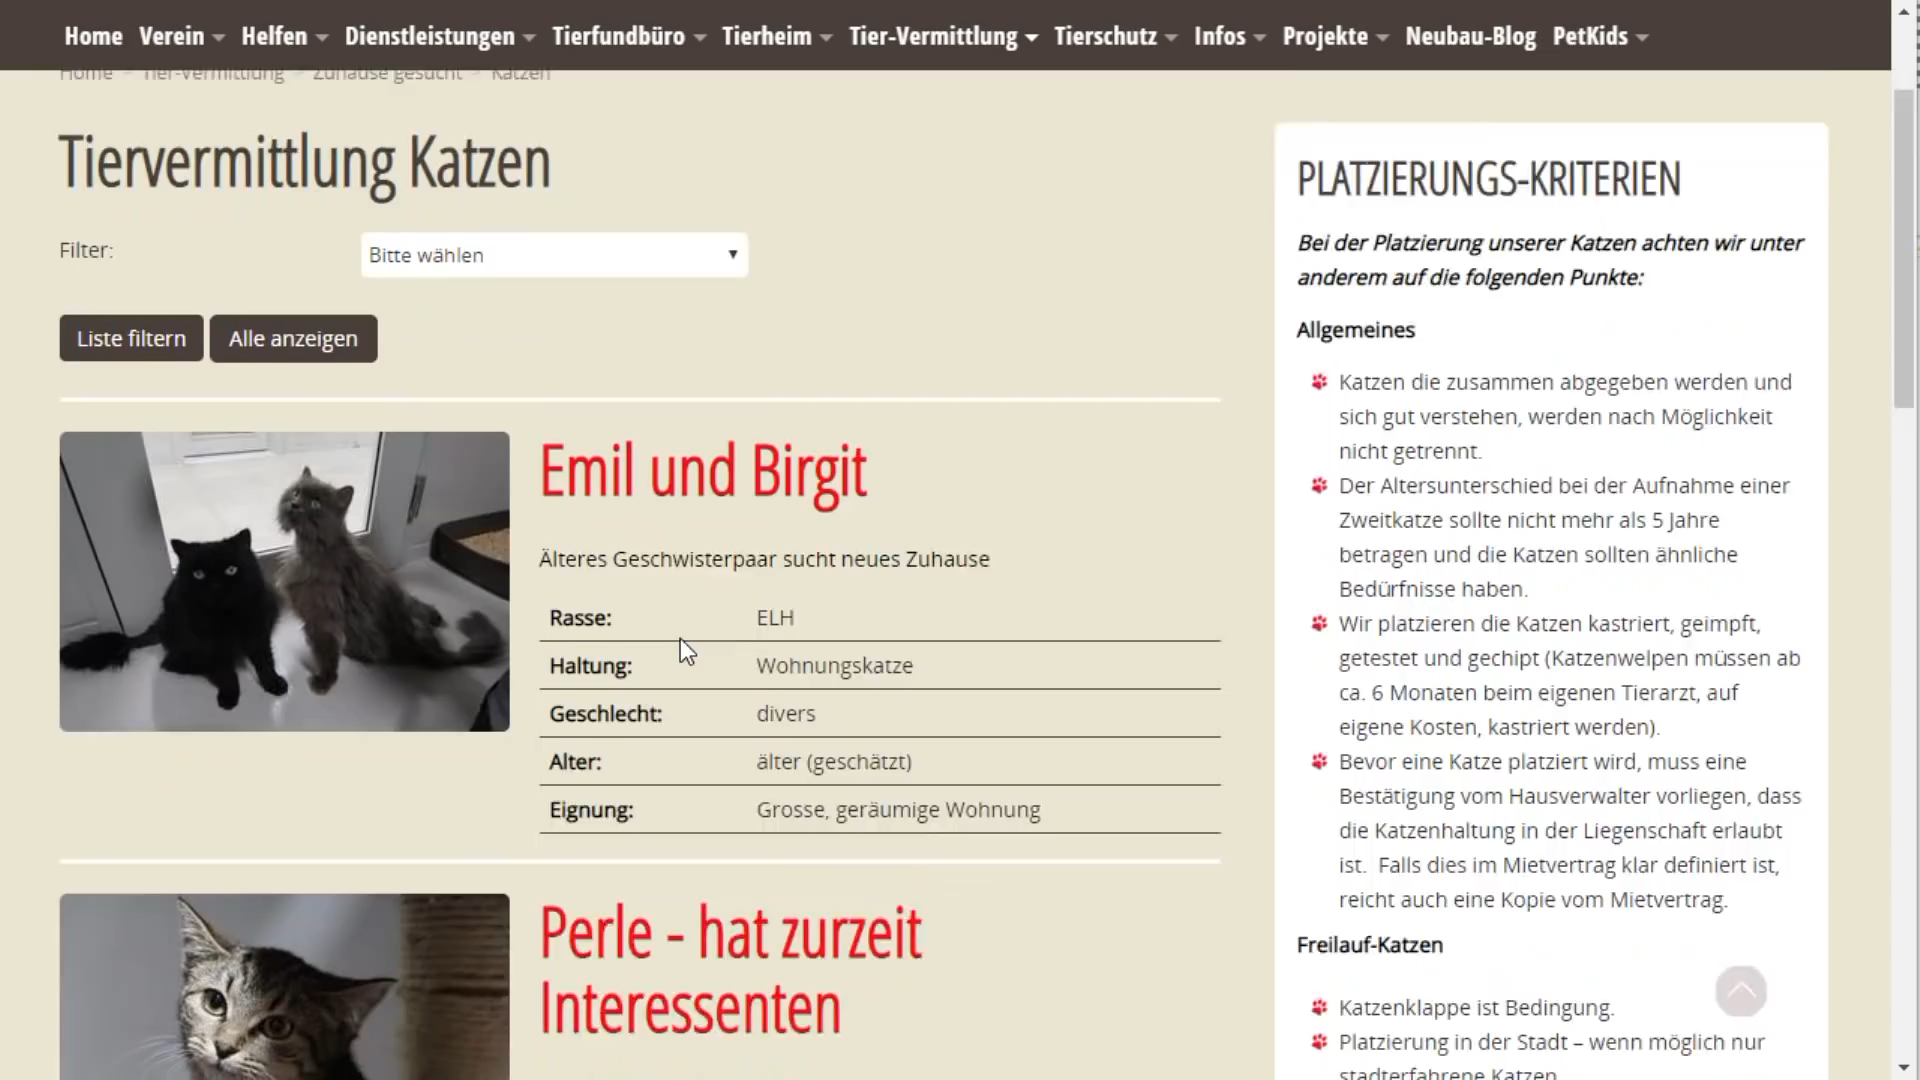 Home Verein Helfen Dienstleistungen Tierfundbüro Tierheim Tier-Vermittlung Tierschutz Infos Projekte Neubau-Blog PetKids
Home Tier-Vermittlung Zuhause gesucht Katzen
Tiervermittlung Katzen
Filter:
Bitte wählen
Liste filtern
Alle anzeigen
Emil und Birgit
Älteres Geschwisterpaar sucht neues Zuhause
Rasse: ELH
Haltung: Wohnungskatze
Geschlecht: divers
Alter: älter (geschätzt)
Eignung: Grosse, geräumige Wohnung
Perle - hat zurzeit
Interessenten
PLATZIERUNGS-KRITERIEN
Bei der Platzierung unserer Katzen achten wir unter
anderem auf die folgenden Punkte:
Allgemeines
Katzen die zusammen abgegeben werden und
sich gut verstehen, werden nach Möglichkeit
nicht getrennt.
Der Altersunterschied bei der Aufnahme einer
Zweitkatze sollte nicht mehr als 5 Jahre
betragen und die Katzen sollten ähnliche
Bedürfnisse haben.
Wir platzieren die Katzen kastriert, geimpft,
getestet und gechipt (Katzenwelpen müssen ab
ca. 6 Monaten beim eigenen Tierarzt, auf
eigene Kosten, kastriert werden).
Bevor eine Katze platziert wird, muss eine
Bestätigung vom Hausverwalter vorliegen, dass
die Katzenhaltung in der Liegenschaft erlaubt
ist. Falls dies im Mietvertrag klar definiert ist,
reicht auch eine Kopie vom Mietvertrag.
Freilauf-Katzen
Katzenklappe ist Bedingung.
Platzierung in der Stadt – wenn möglich nur
stadterfahrene Katzen